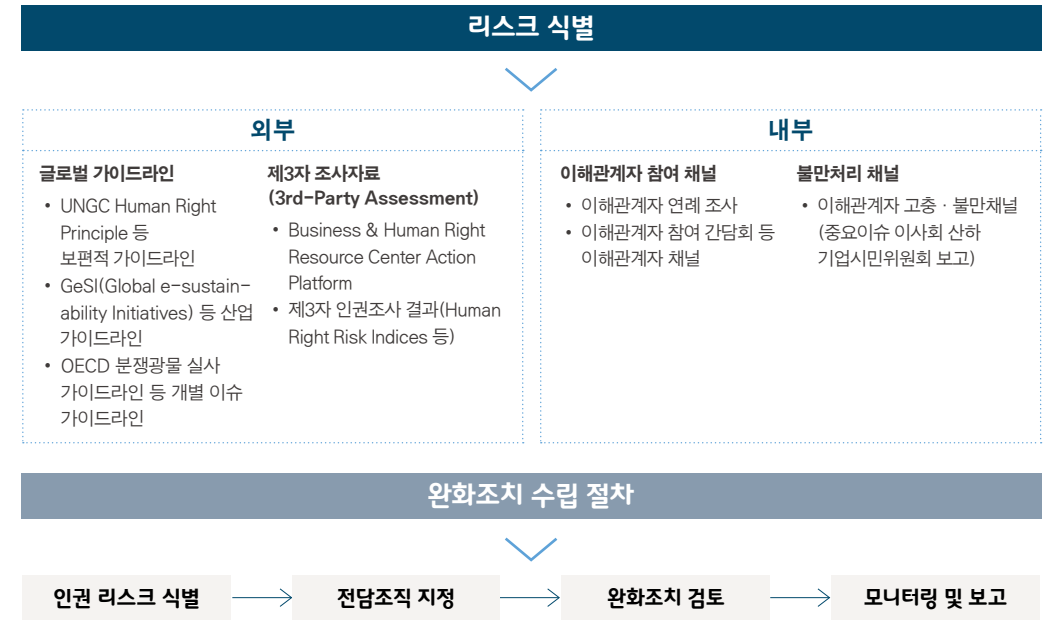 리스크 식별
외부
글로벌 가이드라인
• UNGC Human Right
Principle 등
보편적 가이드라인
• GeSI(Global e-sustain-
ability Initiatives) 등 산업
가이드라인
• OECD 분쟁광물 실사
가이드라인 등 개별 이슈
가이드라인
제3자 조사자료
(3rd-Party Assessment)
• Business & Human Right
Resource Center Action
Platform
• 제3자 인권조사 결과(Human
Right Risk Indices 등)
내부
이해관계자 참여 채널
• 이해관계자 연례 조사
• 이해관계자 참여 간담회 등
이해관계자 채널
불만처리 채널
• 이해관계자 고충 · 불만채널
(중요이슈 이사회 산하
기업시민위원회 보고)
완화조치 수립 절차
인권 리스크 식별
전담조직 지정
완화조치 검토
모니터링 및 보고